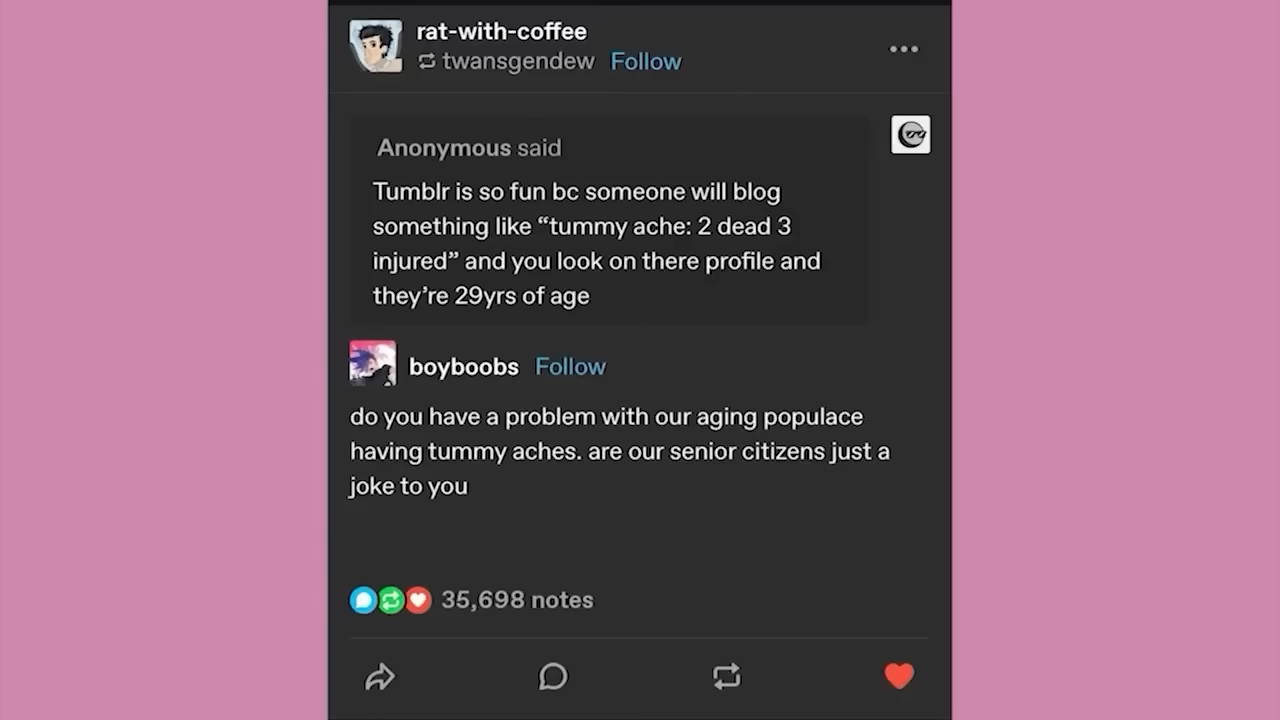 rat-with-coffee
twansgendew Follow
Anonymous said
Tumblr is so fun bc someone will blog
something like “tummy ache: 2 dead 3
injured” and you look on there profile and
they’re 29yrs of age
boyboobs Follow
do you have a problem with our aging populace
having tummy aches. are our senior citizens just a
joke to you
35,698 notes